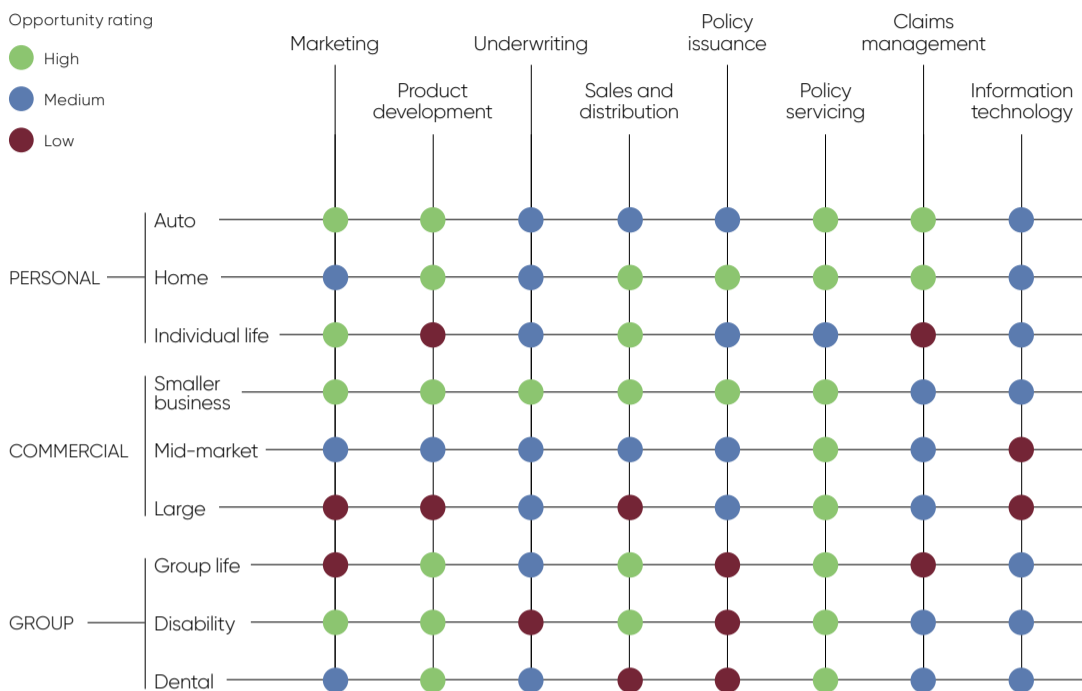 Opportunity rating
High
Medium
Low
Marketing
Product
development
Underwriting
Sales and
distribution
Policy
issuance
Policy
servicing
Claims
management
Information
technology
PERSONAL
Auto
Home
Individual life
COMMERCIAL
Smaller
business
Mid-market
Large
GROUP
Group life
Disability
Dental